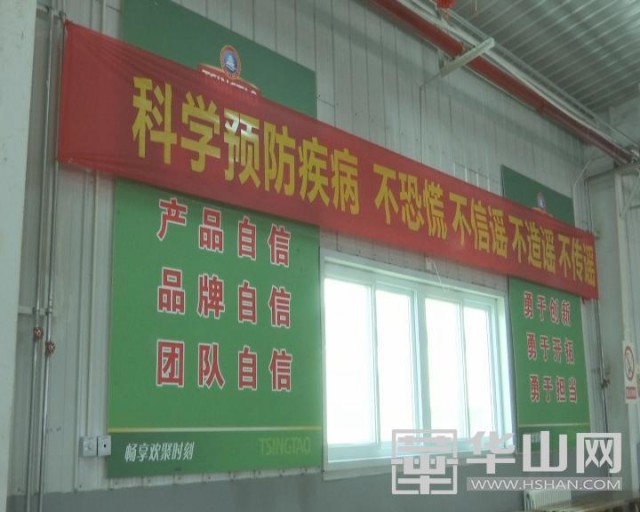 TSINGTAO
科学预防疾病 不恐慌 不信谣 不造谣 不传谣
产品自信
品牌自信
团队自信
畅享欢聚时刻
TSINGTAO
勇于创新
勇于开拓
勇于担当
华山网
WWW.HSHAN.COM